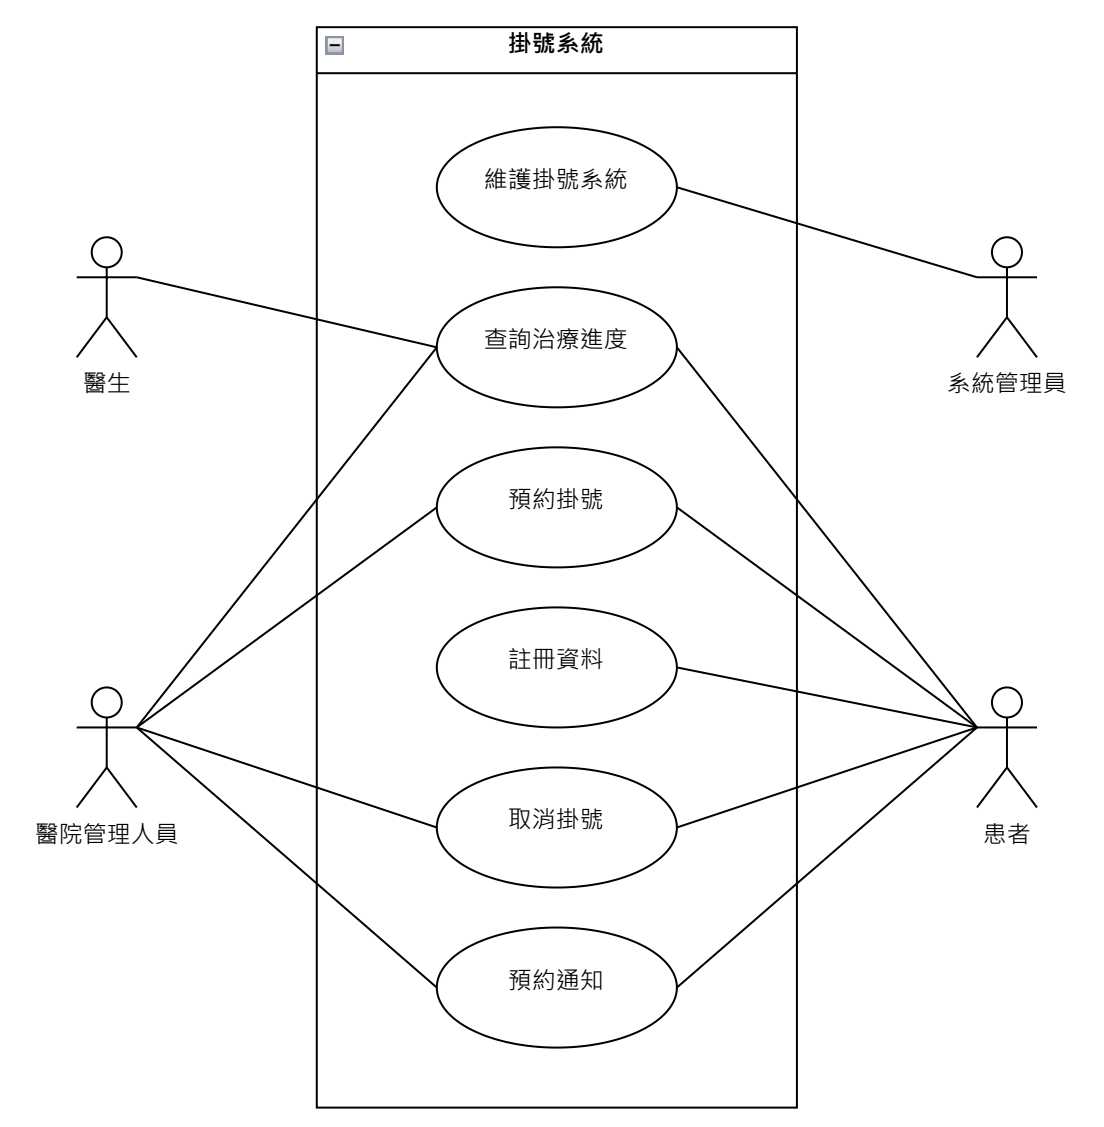 掛號系統
維護掛號系統
查詢治療進度
醫生
系統管理員
預約掛號
註冊資料
取消掛號
醫院管理人員
患者
預約通知